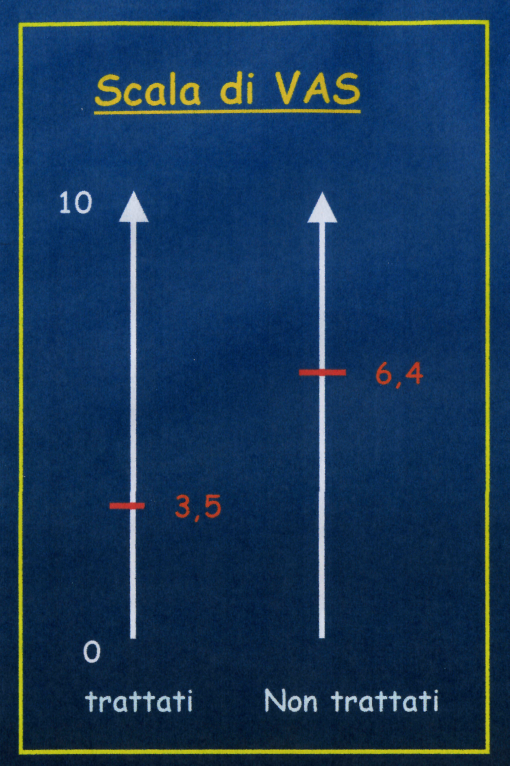 Scala di VAS
10
6,4
3,5
0
trattati
Non trattati